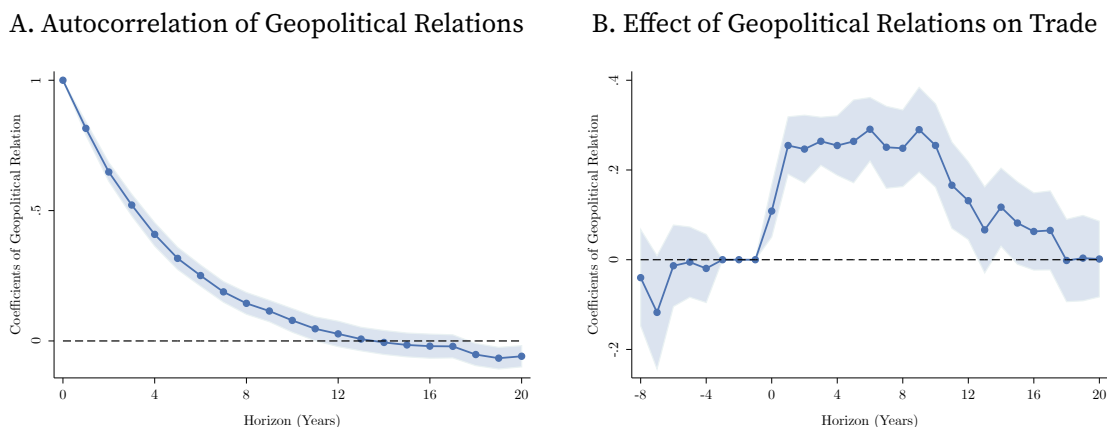 A. Autocorrelation of Geopolitical Relations
Coefficients of Geopolitical Relation
1
.5
0
0 4 8 12 16 20
Horizon (Years)
B. Effect of Geopolitical Relations on Trade
Coefficients of Geopolitical Relation
.4
.2
0
-.2
-8 -4 0 4 8 12 16 20
Horizon (Years)